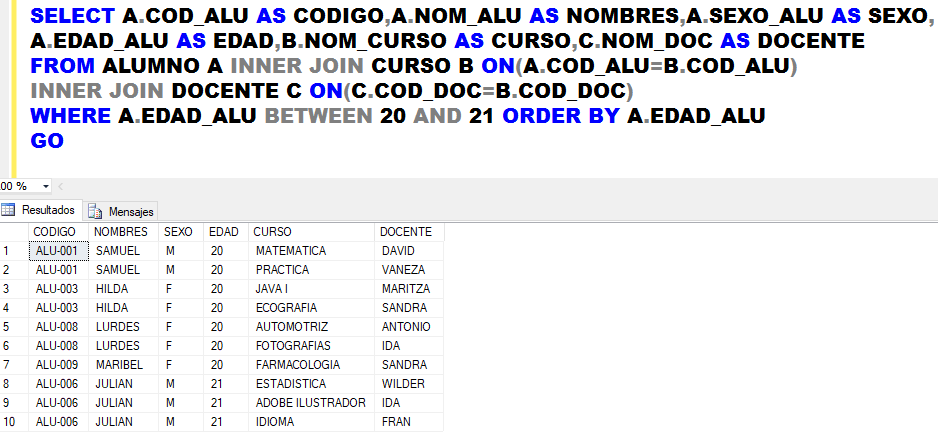 SELECT A.COD_ALU AS CODIGO,A.NOM_ALU AS NOMBRES,A.SEXO_ALU AS SEXO,
A.EDAD_ALU AS EDAD,B.NOM_CURSO AS CURSO,C.NOM_DOC AS DOCENTE
FROM ALUMNO A INNER JOIN CURSO B ON(A.COD_ALU=B.COD_ALU)
INNER JOIN DOCENTE C ON(C.COD_DOC=B.COD_DOC)
WHERE A.EDAD_ALU BETWEEN 20 AND 21 ORDER BY A.EDAD_ALU
GO
00 %
Resultados Mensajes
CODIGO NOMBRES SEXO EDAD CURSO DOCENTE
1 ALU-001 SAMUEL M 20 MATEMATICA DAVID
2 ALU-001 SAMUEL M 20 PRACTICA VANEZA
3 ALU-003 HILDA F 20 JAVA I MARITZA
4 ALU-003 HILDA F 20 ECOGRAFIA SANDRA
5 ALU-008 LURDES F 20 AUTOMOTRIZ ANTONIO
6 ALU-008 LURDES F 20 FOTOGRAFIAS IDA
7 ALU-009 MARIBEL F 20 FARMACOLOGIA SANDRA
8 ALU-006 JULIAN M 21 ESTADISTICA WILDER
9 ALU-006 JULIAN M 21 ADOBE ILUSTRADOR IDA
10 ALU-006 JULIAN M 21 IDIOMA FRAN